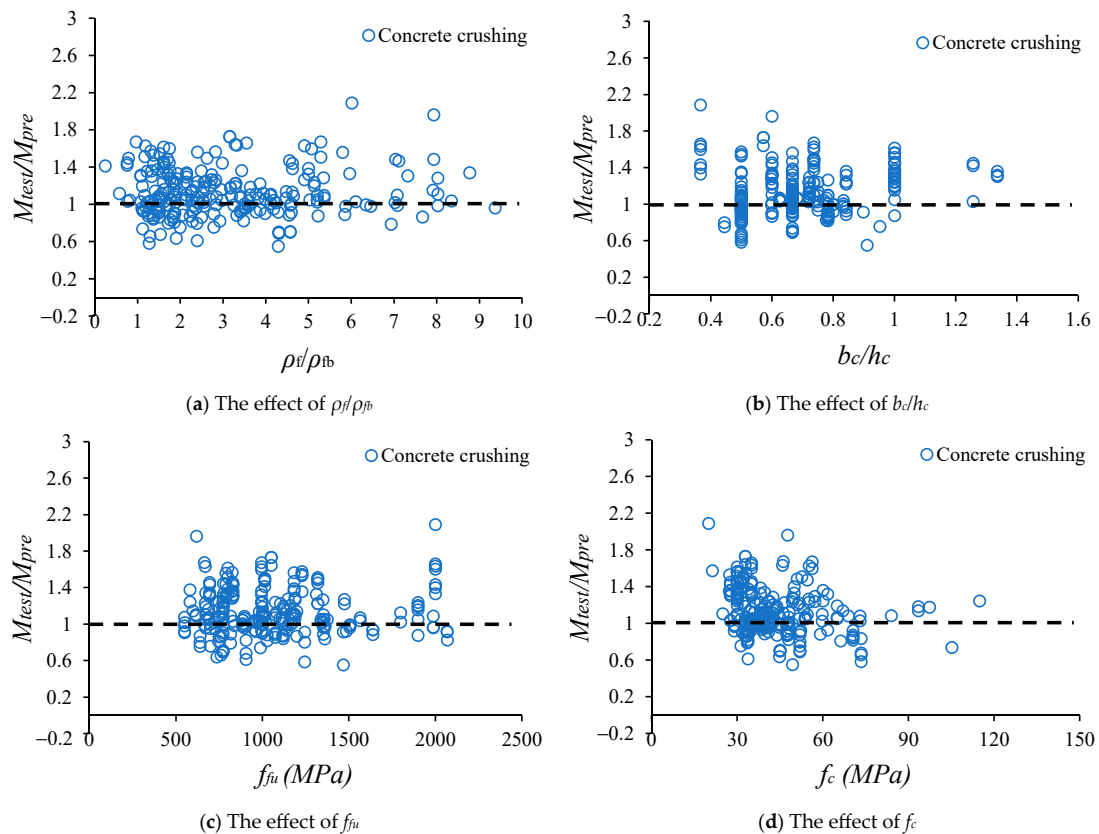 3
2.6
2.2
1.8
1.4
1
0.6
0.2
−0.2
Mtest/Mpre
Concrete crushing
0 1 2 3 4 5 6 7 8 9 10
ρf/ρfb
(a) The effect of ρf/ρfb
3
2.6
2.2
1.8
1.4
1
0.6
0.2
−0.2
Mtest/Mpre
Concrete crushing
0.2 0.4 0.6 0.8 1 1.2 1.4 1.6
bc/hc
(b) The effect of bc/hc
3
2.6
2.2
1.8
1.4
1
0.6
0.2
−0.2
Mtest/Mpre
Concrete crushing
0 500 1000 1500 2000 2500
ffu (MPa)
(c) The effect of ffu
3
2.6
2.2
1.8
1.4
1
0.6
0.2
−0.2
Mtest/Mpre
Concrete crushing
0 30 60 90 120 150
fc (MPa)
(d) The effect of fc